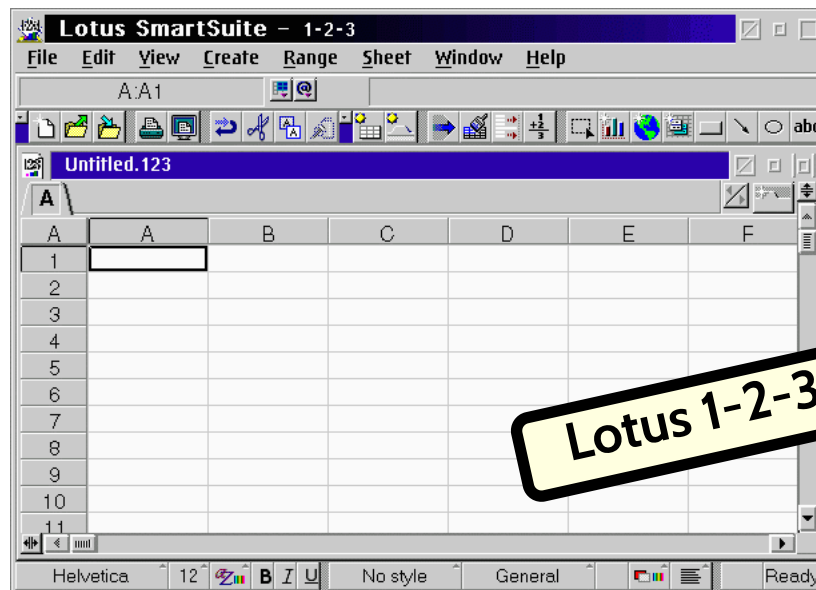 Lotus SmartSuite – 1-2-3
File Edit View Create Range Sheet Window Help
A:A1
abc
Untitled.123
A
A A B C D E F
1
2
3
4
5
6
7
8
9
10
11
Lotus 1-2-3
Helvetica 12 B I U No style General Ready